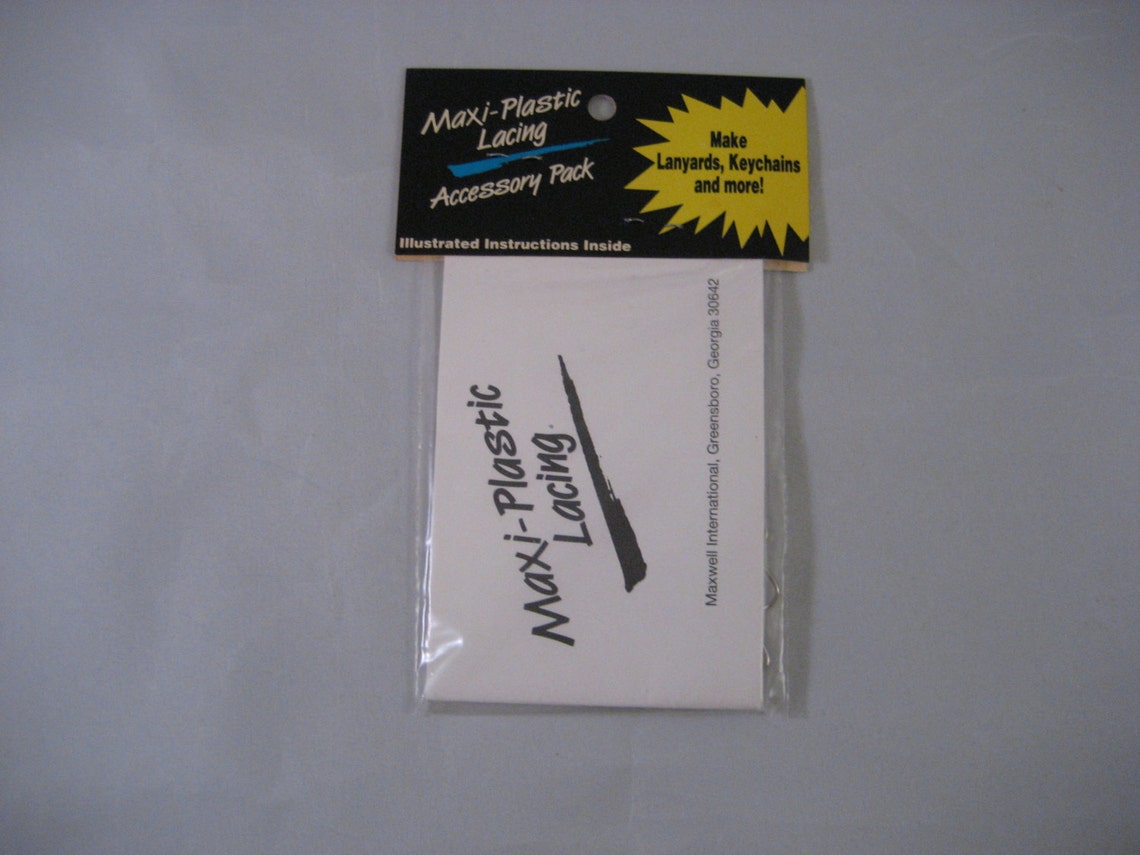 Maxi-Plastic
Lacing
Accessory Pack
Illustrated Instructions Inside
Make
Lanyards, Keychains
and more!
Maxi-Plastic
Lacing
Maxwell International, Greensboro, Georgia 30642